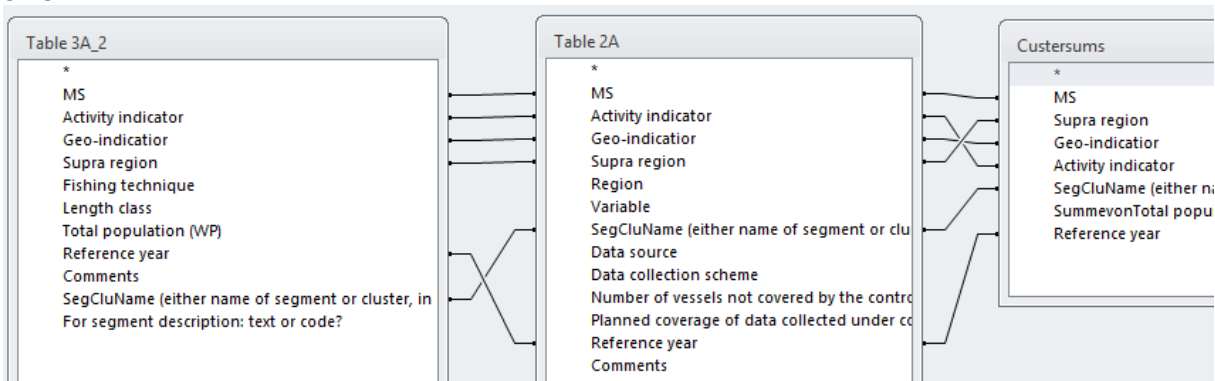 Table 3A_2
*
MS
Activity indicator
Geo-indicatior
Supra region
Fishing technique
Length class
Total population (WP)
Reference year
Comments
SegCluName (either name of segment or cluster, in
For segment description: text or code?
Table 2A
*
MS
Activity indicator
Geo-indicatior
Supra region
Region
Variable
SegCluName (either name of segment or clu
Data source
Data collection scheme
Number of vessels not covered by the contro
Planned coverage of data collected under co
Reference year
Comments
Custersums
*
MS
Supra region
Geo-indicatior
Activity indicator
SegCluName (either na
SummevonTotal popu
Reference year